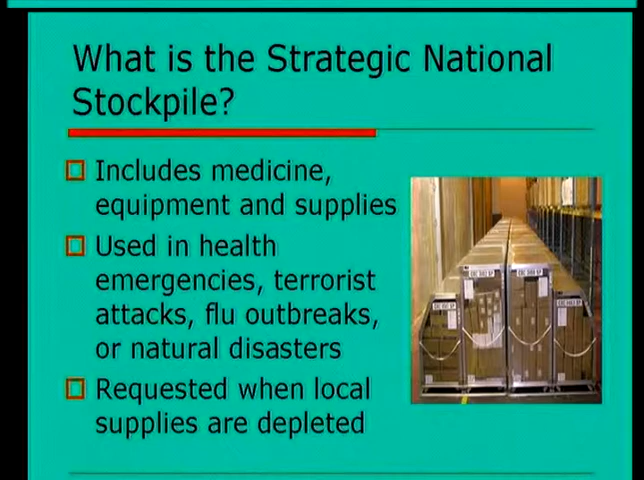 What is the Strategic National
Stockpile?
Includes medicine,
equipment and supplies
Used in health
emergencies, terrorist
attacks, flu outbreaks,
or natural disasters
Requested when local
supplies are depleted